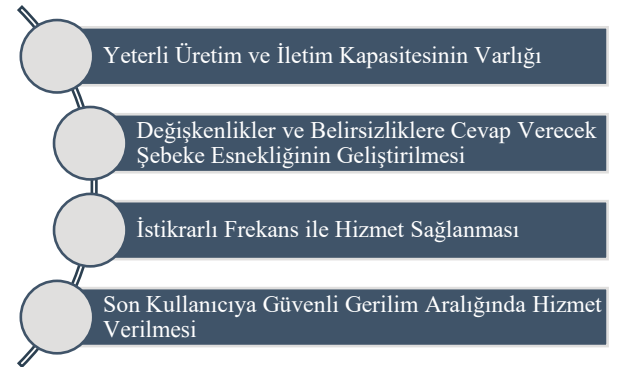 Yeterli Üretim ve İletim Kapasitesinin Varlığı
Değişkenlikler ve Belirsizliklere Cevap Verecek
Şebeke Esnekliğinin Geliştirilmesi
İstikrarlı Frekans ile Hizmet Sağlanması
Son Kullanıcıya Güvenli Gerilim Aralığında Hizmet
Verilmesi